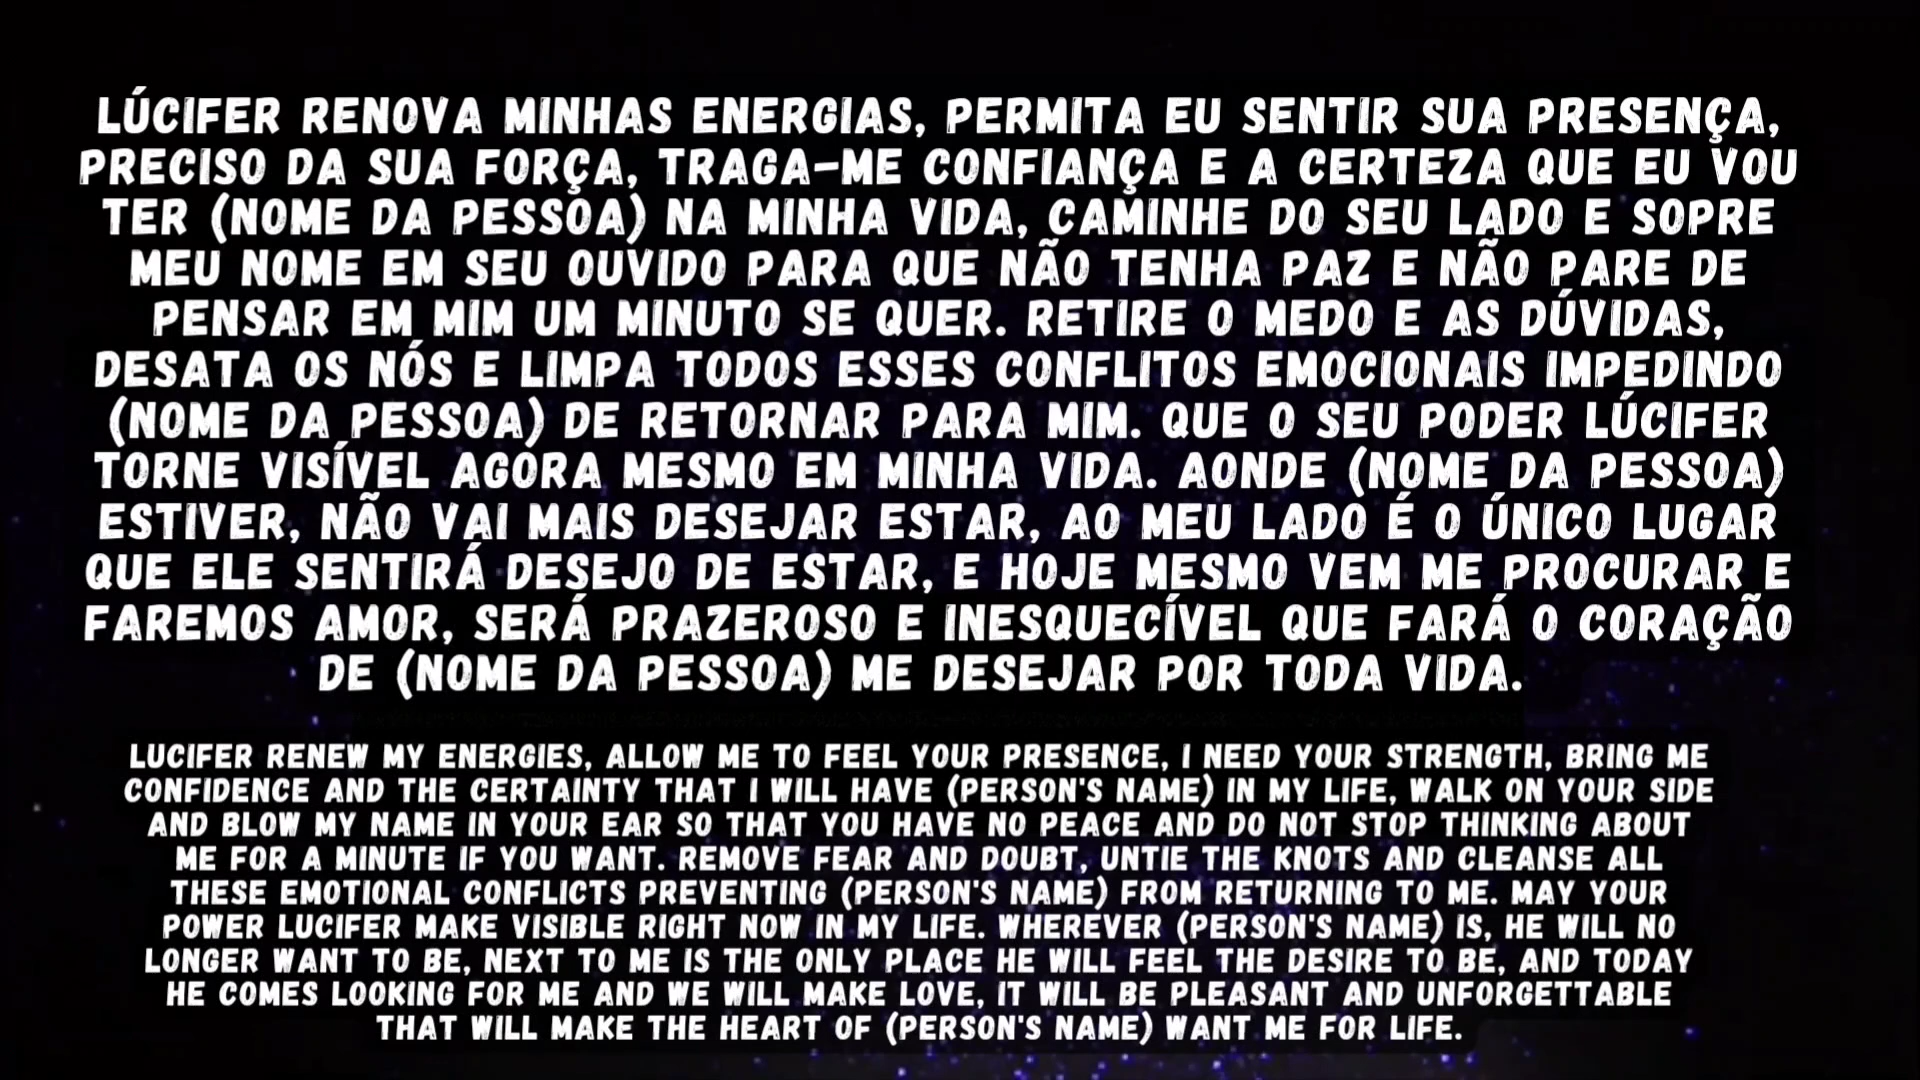 LÚCIFER RENOVA MINHAS ENERGIAS, PERMITA EU SENTIR SUA PRESENÇA,
PRECISO DA SUA FORÇA, TRAGA-ME CONFIANÇA E A CERTEZA QUE EU VOU
TER (NOME DA PESSOA) NA MINHA VIDA, CAMINHE DO SEU LADO E SOPRE
MEU NOME EM SEU OUVIDO PARA QUE NÃO TENHA PAZ E NÃO PARE DE
PENSAR EM MIM UM MINUTO SE QUER. RETIRE O MEDO E AS DÚVIDAS,
DESATA OS NÓS E LIMPA TODOS ESSES CONFLITOS EMOCIONAIS IMPEDINDO
(NOME DA PESSOA) DE RETORNAR PARA MIM. QUE O SEU PODER LÚCIFER
TORNE VISÍVEL AGORA MESMO EM MINHA VIDA. AONDE (NOME DA PESSOA)
ESTIVER, NÃO VAI MAIS DESEJAR ESTAR, AO MEU LADO É O ÚNICO LUGAR
QUE ELE SENTIRÁ DESEJO DE ESTAR, E HOJE MESMO VEM ME PROCURAR E
FAREMOS AMOR, SERÁ PRAZEROSO E INESQUECÍVEL QUE FARÁ O CORAÇÃO
DE (NOME DA PESSOA) ME DESEJAR POR TODA VIDA.
LUCIFER RENEW MY ENERGIES, ALLOW ME TO FEEL YOUR PRESENCE, I NEED YOUR STRENGTH, BRING ME
CONFIDENCE AND THE CERTAINTY THAT I WILL HAVE (PERSON'S NAME) IN MY LIFE, WALK ON YOUR SIDE
AND BLOW MY NAME IN YOUR EAR SO THAT YOU HAVE NO PEACE AND DO NOT STOP THINKING ABOUT
ME FOR A MINUTE IF YOU WANT. REMOVE FEAR AND DOUBT, UNTIE THE KNOTS AND CLEANSE ALL
THESE EMOTIONAL CONFLICTS PREVENTING (PERSON'S NAME) FROM RETURNING TO ME. MAY YOUR
POWER LUCIFER MAKE VISIBLE RIGHT NOW IN MY LIFE. WHEREVER (PERSON'S NAME) IS, HE WILL NO
LONGER WANT TO BE, NEXT TO ME IS THE ONLY PLACE HE WILL FEEL THE DESIRE TO BE, AND TODAY
HE COMES LOOKING FOR ME AND WE WILL MAKE LOVE, IT WILL BE PLEASANT AND UNFORGETTABLE
THAT WILL MAKE THE HEART OF (PERSON'S NAME) WANT ME FOR LIFE.